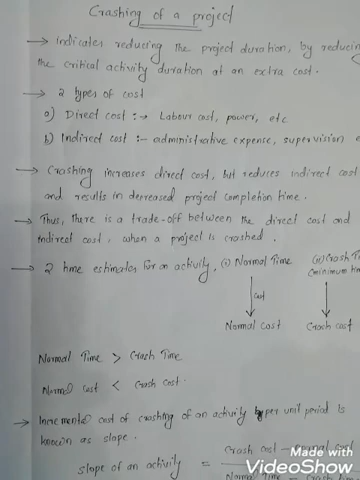 Crashing of a project
→ indicates reducing the project duration, by reducing
the critical activity duration at an extra cost.
→ 2 types of cost
a) Direct cost :→ Labour cost, power, etc
b) Indirect cost :- administrative expense, supervision
→ Crashing increases direct cost, but reduces indirect cost
and results in decreased project completion time.
→ Thus, there is a trade-off between the direct cost and
indirect cost, when a project is crashed.
→ 2 time estimates for an activity, (i) Normal Time (ii) Crash
(minimum
cost
Normal Cost Crash cost
Normal Time > Crash Time
Normal Cost < Crash Cost.
→ Incremental cost of crashing of an activity per unit period is
known as slope.
slope of an activity = Crash cost - normal cost
Normal Time - Crash
Made With
VideoShow